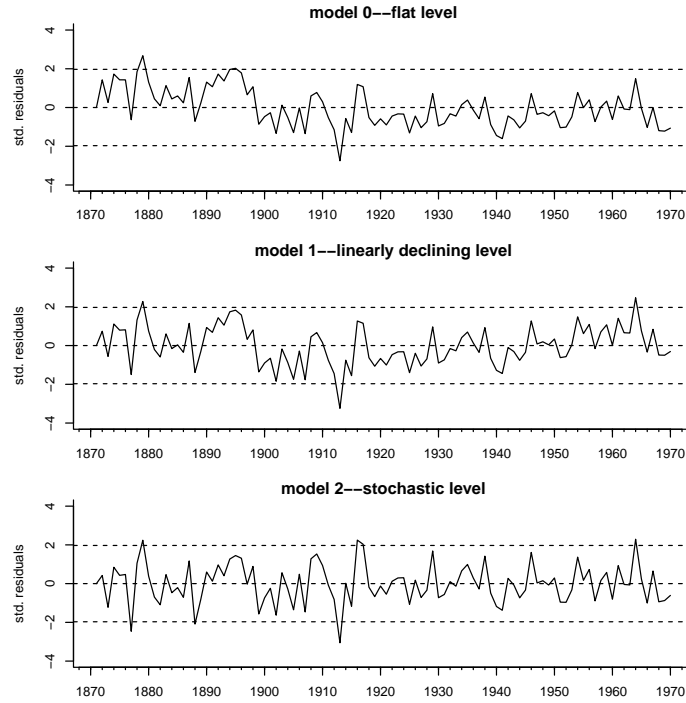 model 0--flat level
std. residuals
4
2
0
−2
−4
1870 1880 1890 1900 1910 1920 1930 1940 1950 1960 1970
model 1--linearly declining level
std. residuals
4
2
0
−2
−4
1870 1880 1890 1900 1910 1920 1930 1940 1950 1960 1970
model 2--stochastic level
std. residuals
4
2
0
−2
−4
1870 1880 1890 1900 1910 1920 1930 1940 1950 1960 1970